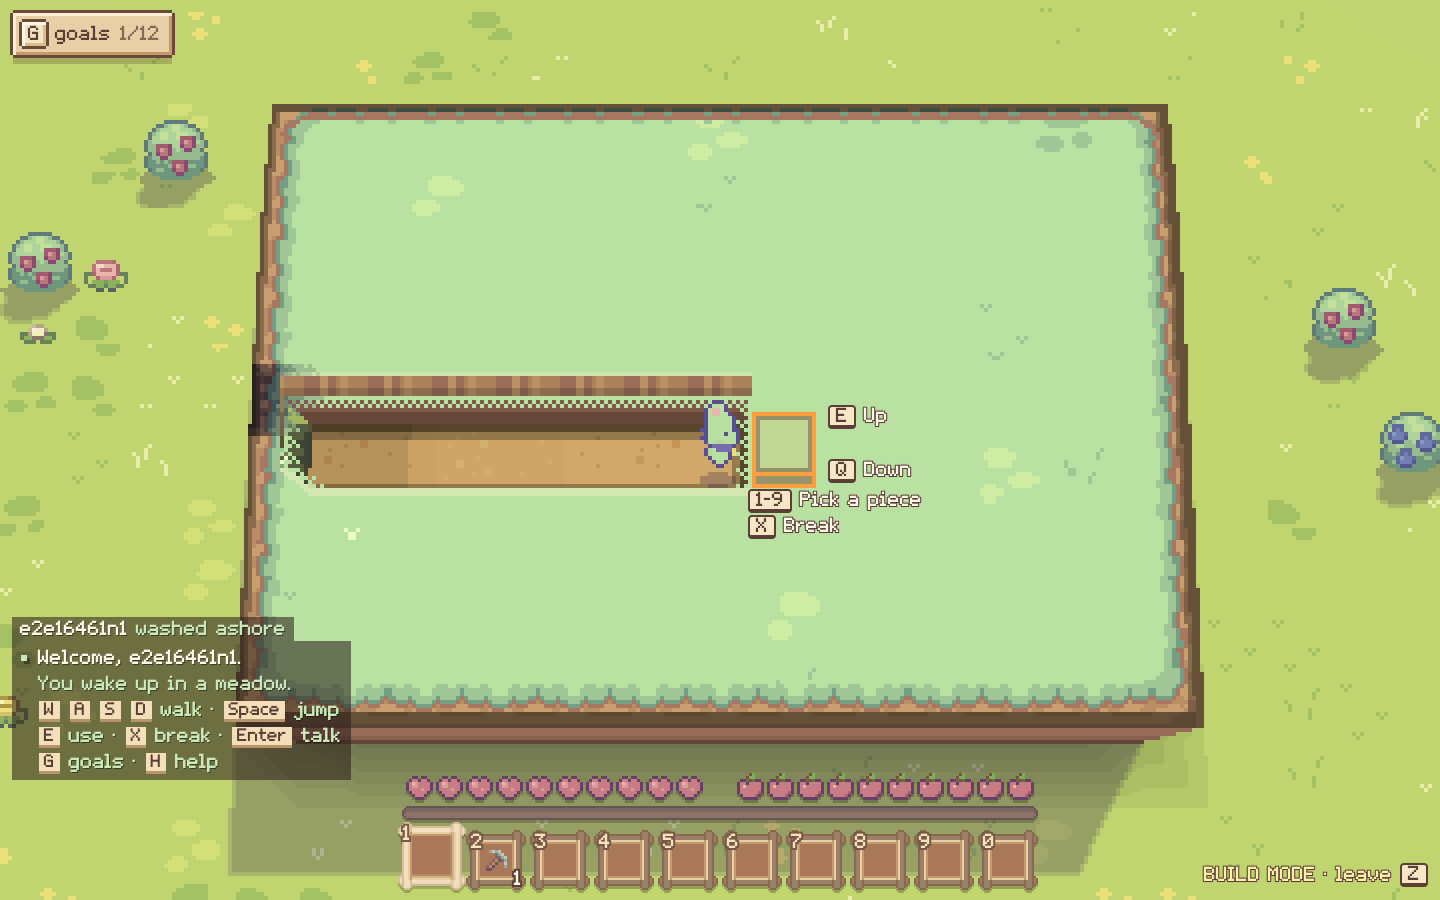 G goals 1/12
E Up
Q Down
1-9 Pick a piece
X Break
e2e16461n1 washed ashore
Welcome, e2e16461n1.
You wake up in a meadow.
W A S D walk · Space jump
E use · X break · Enter talk
G goals · H help
1 2 3 4 5 6 7 8 9 0
1
BUILD MODE · leave Z